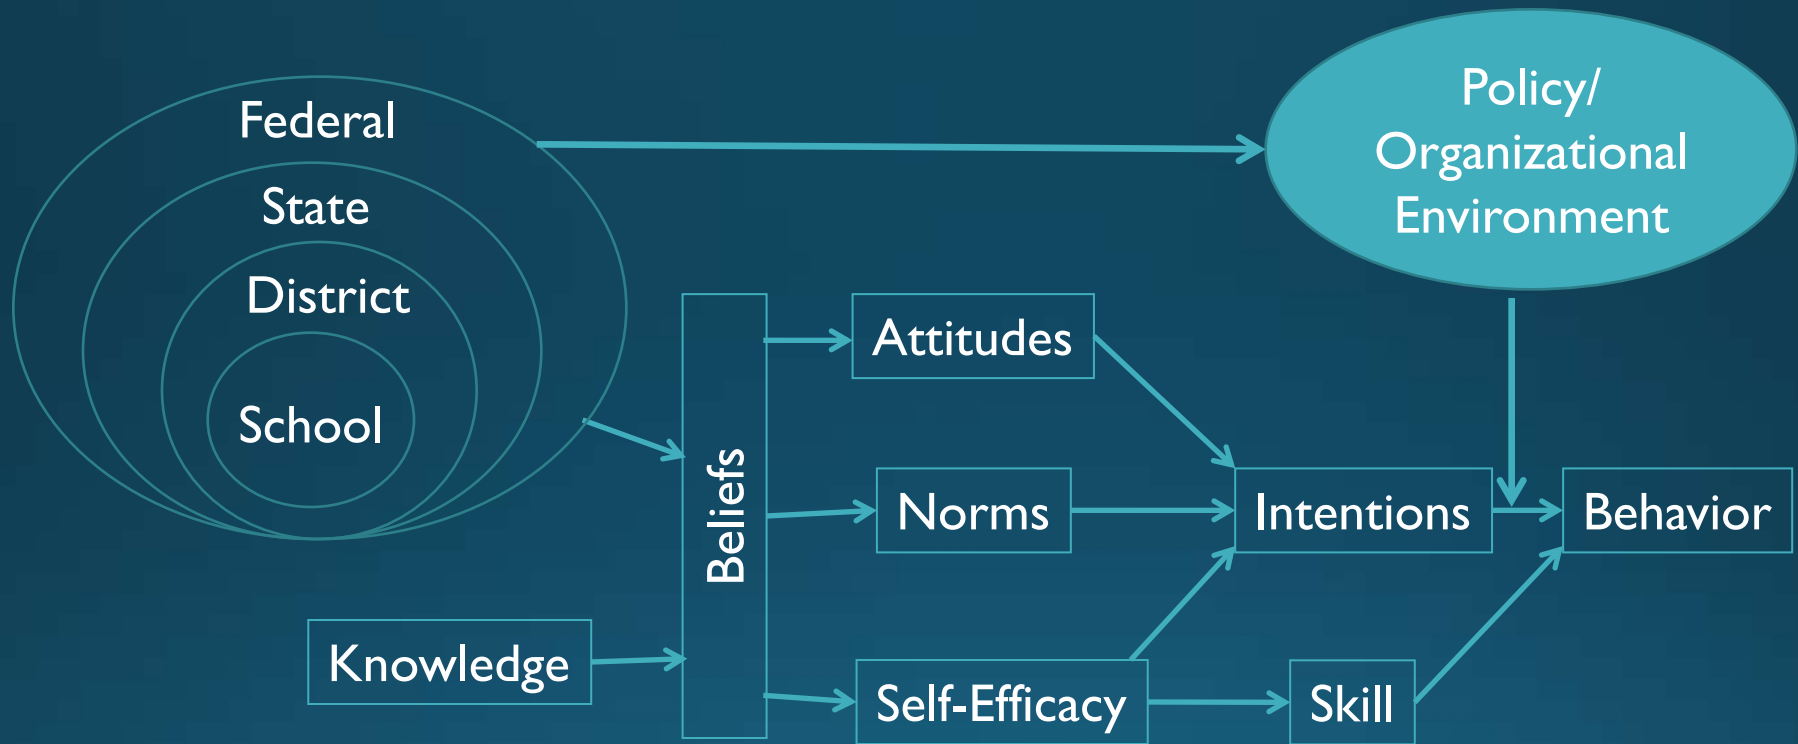 Federal
State
District
School
Knowledge
Beliefs
Attitudes
Norms
Self-Efficacy
Skill
Intentions
Behavior
Policy/
Organizational
Environment